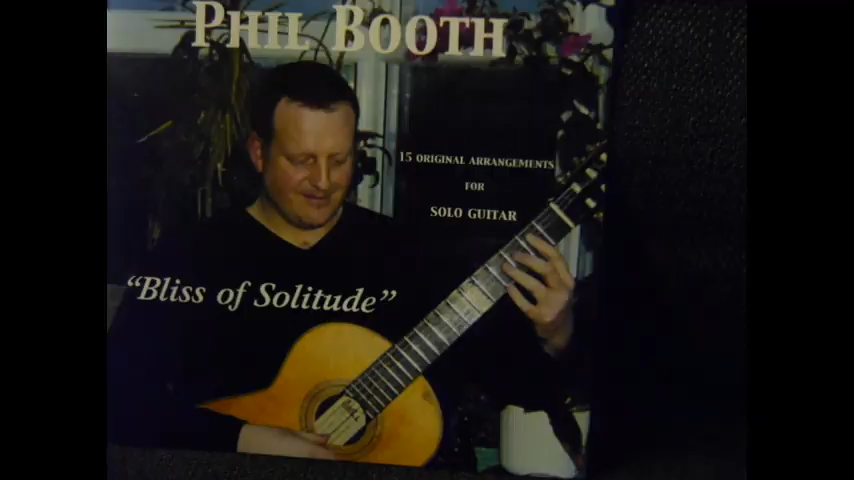 PHIL BOOTH
15 ORIGINAL ARRANGEMENTS
FOR
SOLO GUITAR
“Bliss of Solitude”